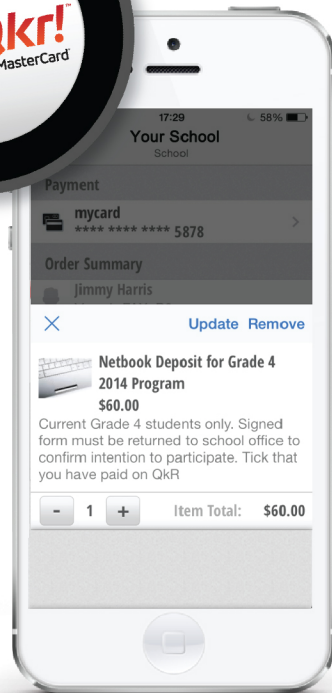 kr!™
MasterCard
17:29
58%
Your School
School
Payment
mycard
**** **** **** 5878
Order Summary
Jimmy Harris
Update Remove
Netbook Deposit for Grade 4
2014 Program
$60.00
Current Grade 4 students only. Signed
form must be returned to school office to
confirm intention to participate. Tick that
you have paid on QkR
- 1 + Item Total: $60.00